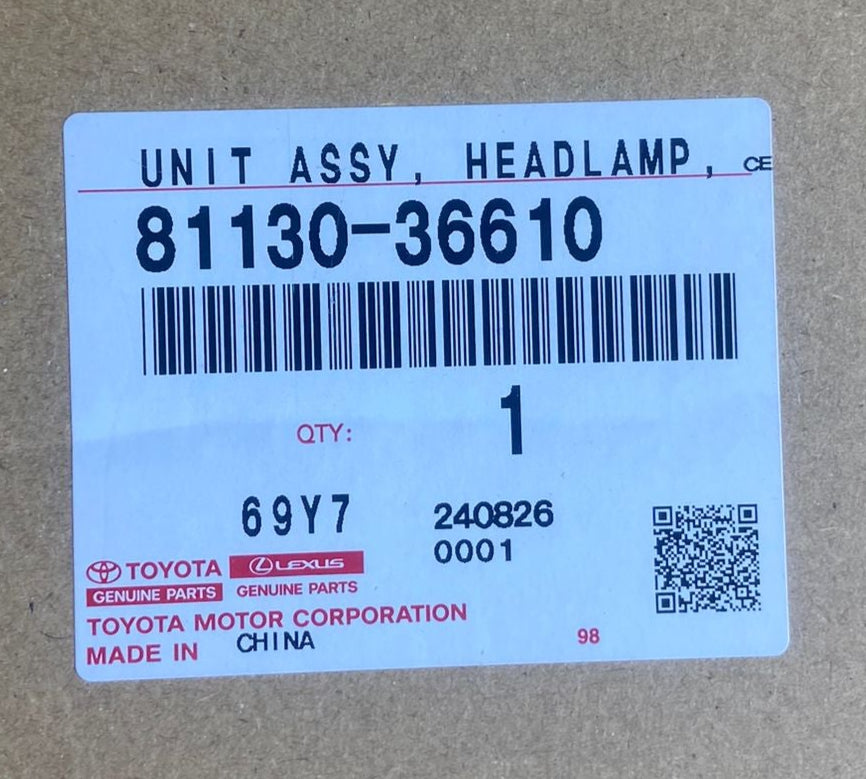 UNIT ASSY, HEADLAMP, CE
81130-36610
QTY: 1
69Y7 240826
0001
TOYOTA LEXUS
GENUINE PARTS GENUINE PARTS
TOYOTA MOTOR CORPORATION
MADE IN CHINA 98